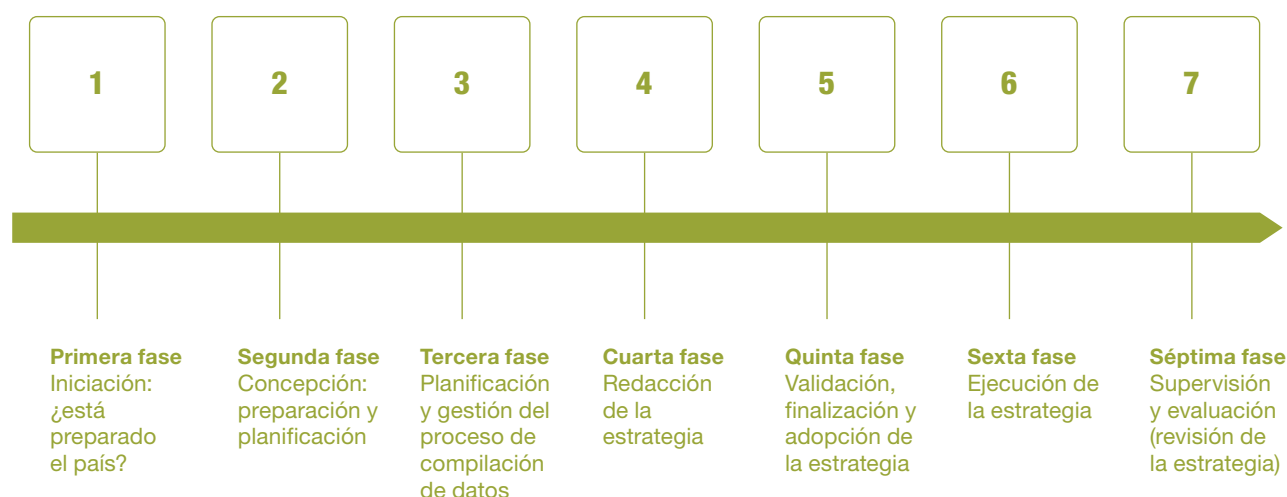 1
2
3
4
5
6
7
Primera fase
Iniciación:
¿está
preparado
el país?
Segunda fase
Concepción:
preparación y
planificación
Tercera fase
Planificación
y gestión del
proceso de
compilación
de datos
Cuarta fase
Redacción
de la
estrategia
Quinta fase
Validación,
finalización y
adopción de
la estrategia
Sexta fase
Ejecución de
la estrategia
Séptima fase
Supervisión
y evaluación
(revisión de
la estrategia)